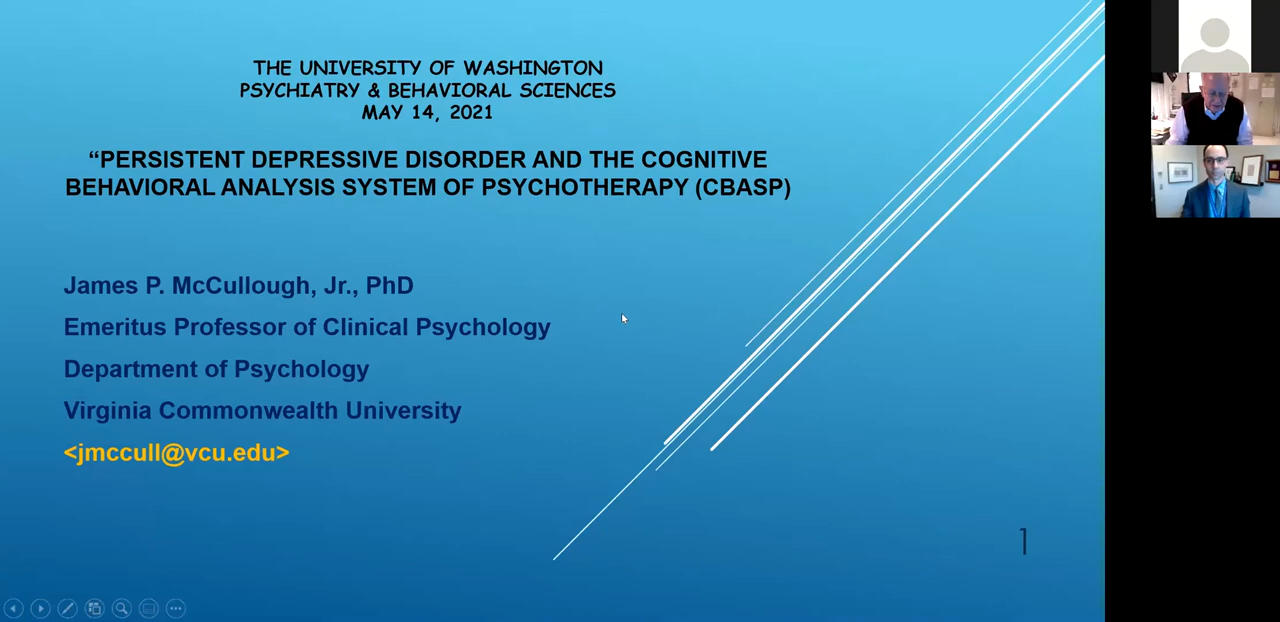 THE UNIVERSITY OF WASHINGTON
PSYCHIATRY & BEHAVIORAL SCIENCES
MAY 14, 2021
“PERSISTENT DEPRESSIVE DISORDER AND THE COGNITIVE
BEHAVIORAL ANALYSIS SYSTEM OF PSYCHOTHERAPY (CBASP)
James P. McCullough, Jr., PhD
Emeritus Professor of Clinical Psychology
Department of Psychology
Virginia Commonwealth University
<jmccull@vcu.edu>
1